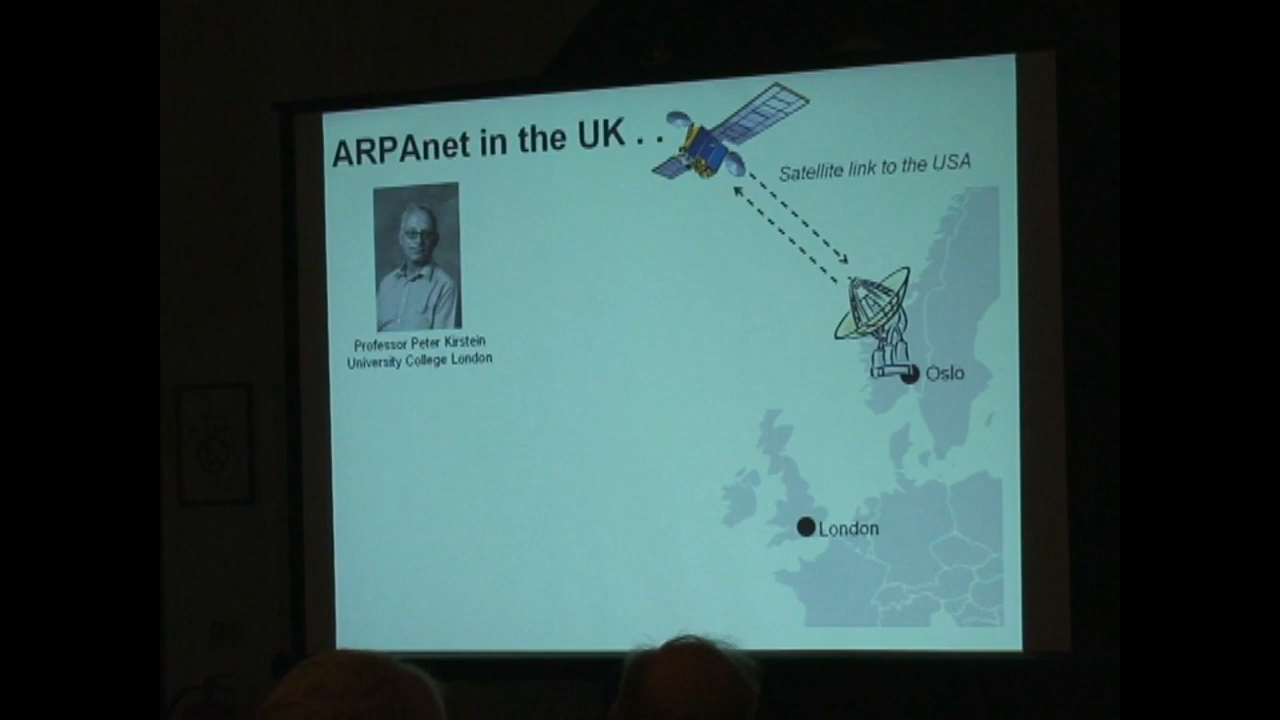 ARPAnet in the UK . .
Satellite link to the USA
Professor Peter Kirstein
University College London
Oslo
London